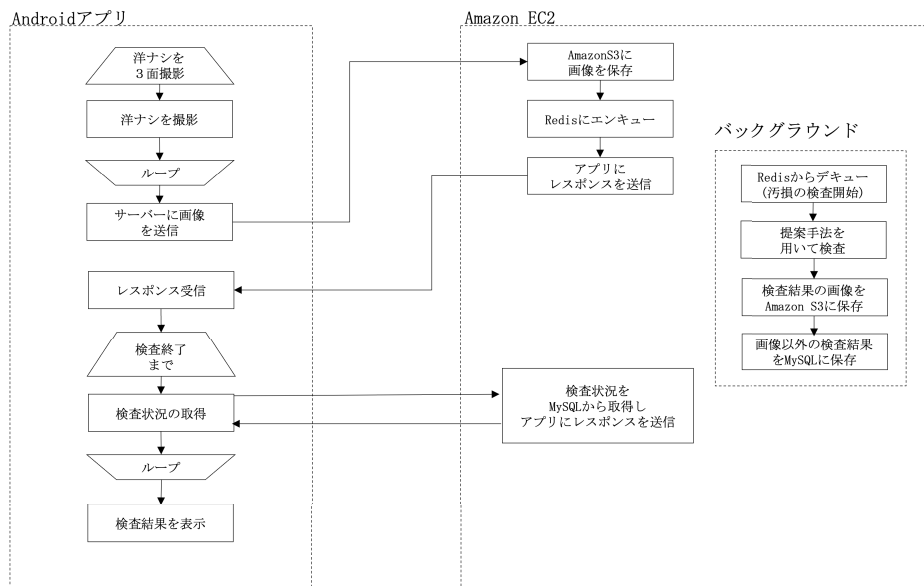 Androidアプリ
洋ナシを
３面撮影
洋ナシを撮影
ループ
サーバーに画像
を送信
レスポンス受信
検査終了
まで
検査状況の取得
ループ
検査結果を表示
Amazon EC2
AmazonS3に
画像を保存
Redisにエンキュー
アプリに
レスポンスを送信
検査状況を
MySQLから取得し
アプリにレスポンスを送信
バックグラウンド
Redisからデキュー
(汚損の検査開始)
提案手法を
用いて検査
検査結果の画像を
Amazon S3に保存
画像以外の検査結果
をMySQLに保存